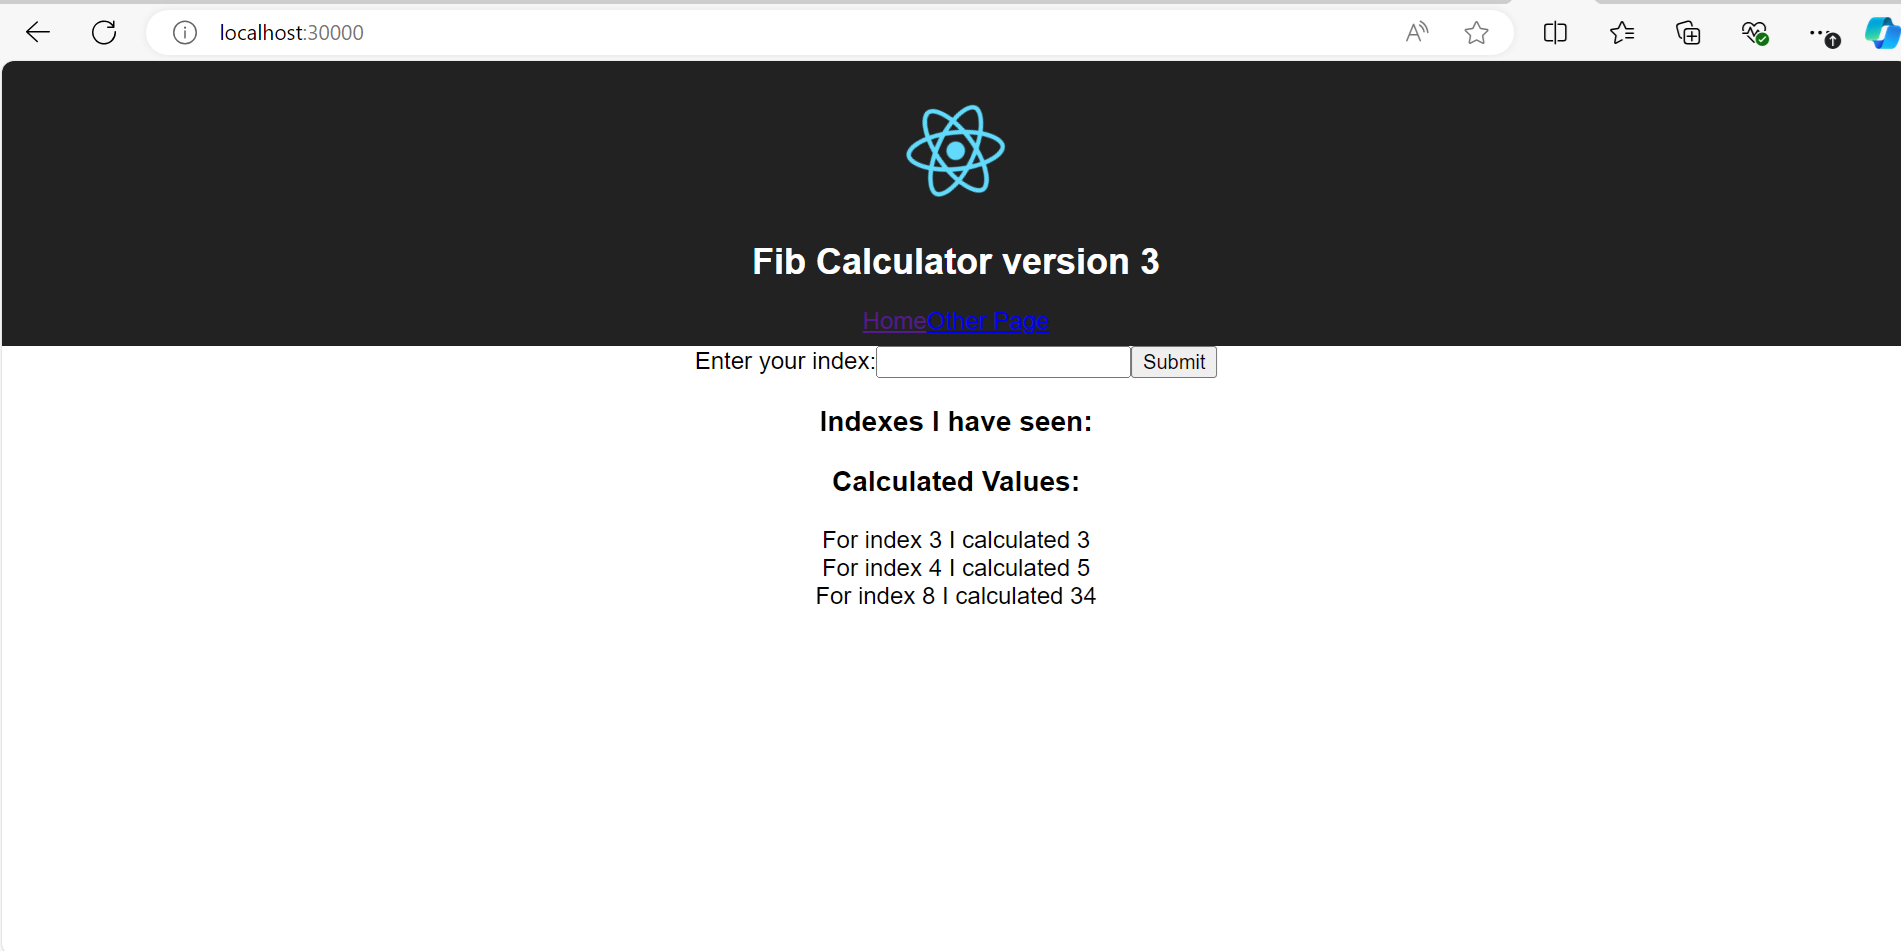 localhost:30000
Fib Calculator version 3
HomeOther Page
Enter your index: Submit
Indexes I have seen:
Calculated Values:
For index 3 I calculated 3
For index 4 I calculated 5
For index 8 I calculated 34